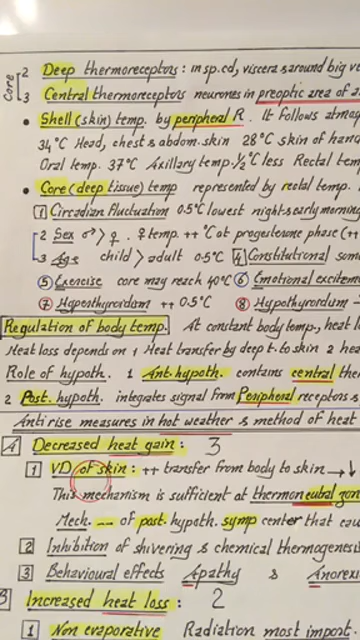 Core
2 Deep thermoreceptors: in sp.cd, viscera & around big ve
3 Central thermoreceptors neurones in preoptic area of a
• Shell (skin) temp. by peripheral R. It follows atmo
34°C Head, chest & abdom. skin 28°C skin of hand
Oral temp. 37°C Axillary temp. ½°C less Rectal tem
• Core (deep tissue) temp represented by rectal temp.
1 Circadian Fluctuation 0.5°C lowest night & early mornin
2 Sex ♂ > ♀ . ♀ temp. ++ °C at progesterone phase (++
3 Age child > adult 0.5°C 4 Constitutional som
5 Exercise core may reach 40°C 6 Emotional excitem
7 Hyperthyroidism ++ 0.5°C 8 Hypothyroidism —
Regulation of body temp. At constant body temp., heat l
Heat loss depends on 1 Heat transfer by deep t. to skin 2 hea
Role of hypoth. 1 Ant. hypoth. contains central the
2 Post. hypoth. integrates signal from Peripheral receptors &
Anti rise measures in hot weather & method of heat
A Decreased heat gain: 3
1 VD of skin: ++ transfer from body to skin → ↓
This mechanism is sufficient at thermoneutral zon
Mech. -- of post. hypoth. symp center that cau
2 Inhibition of shivering & chemical thermogenesi
3 Behavioural effects Apathy & Anorex
B Increased heat loss: 2
1 Non evaporative Radiation most import.